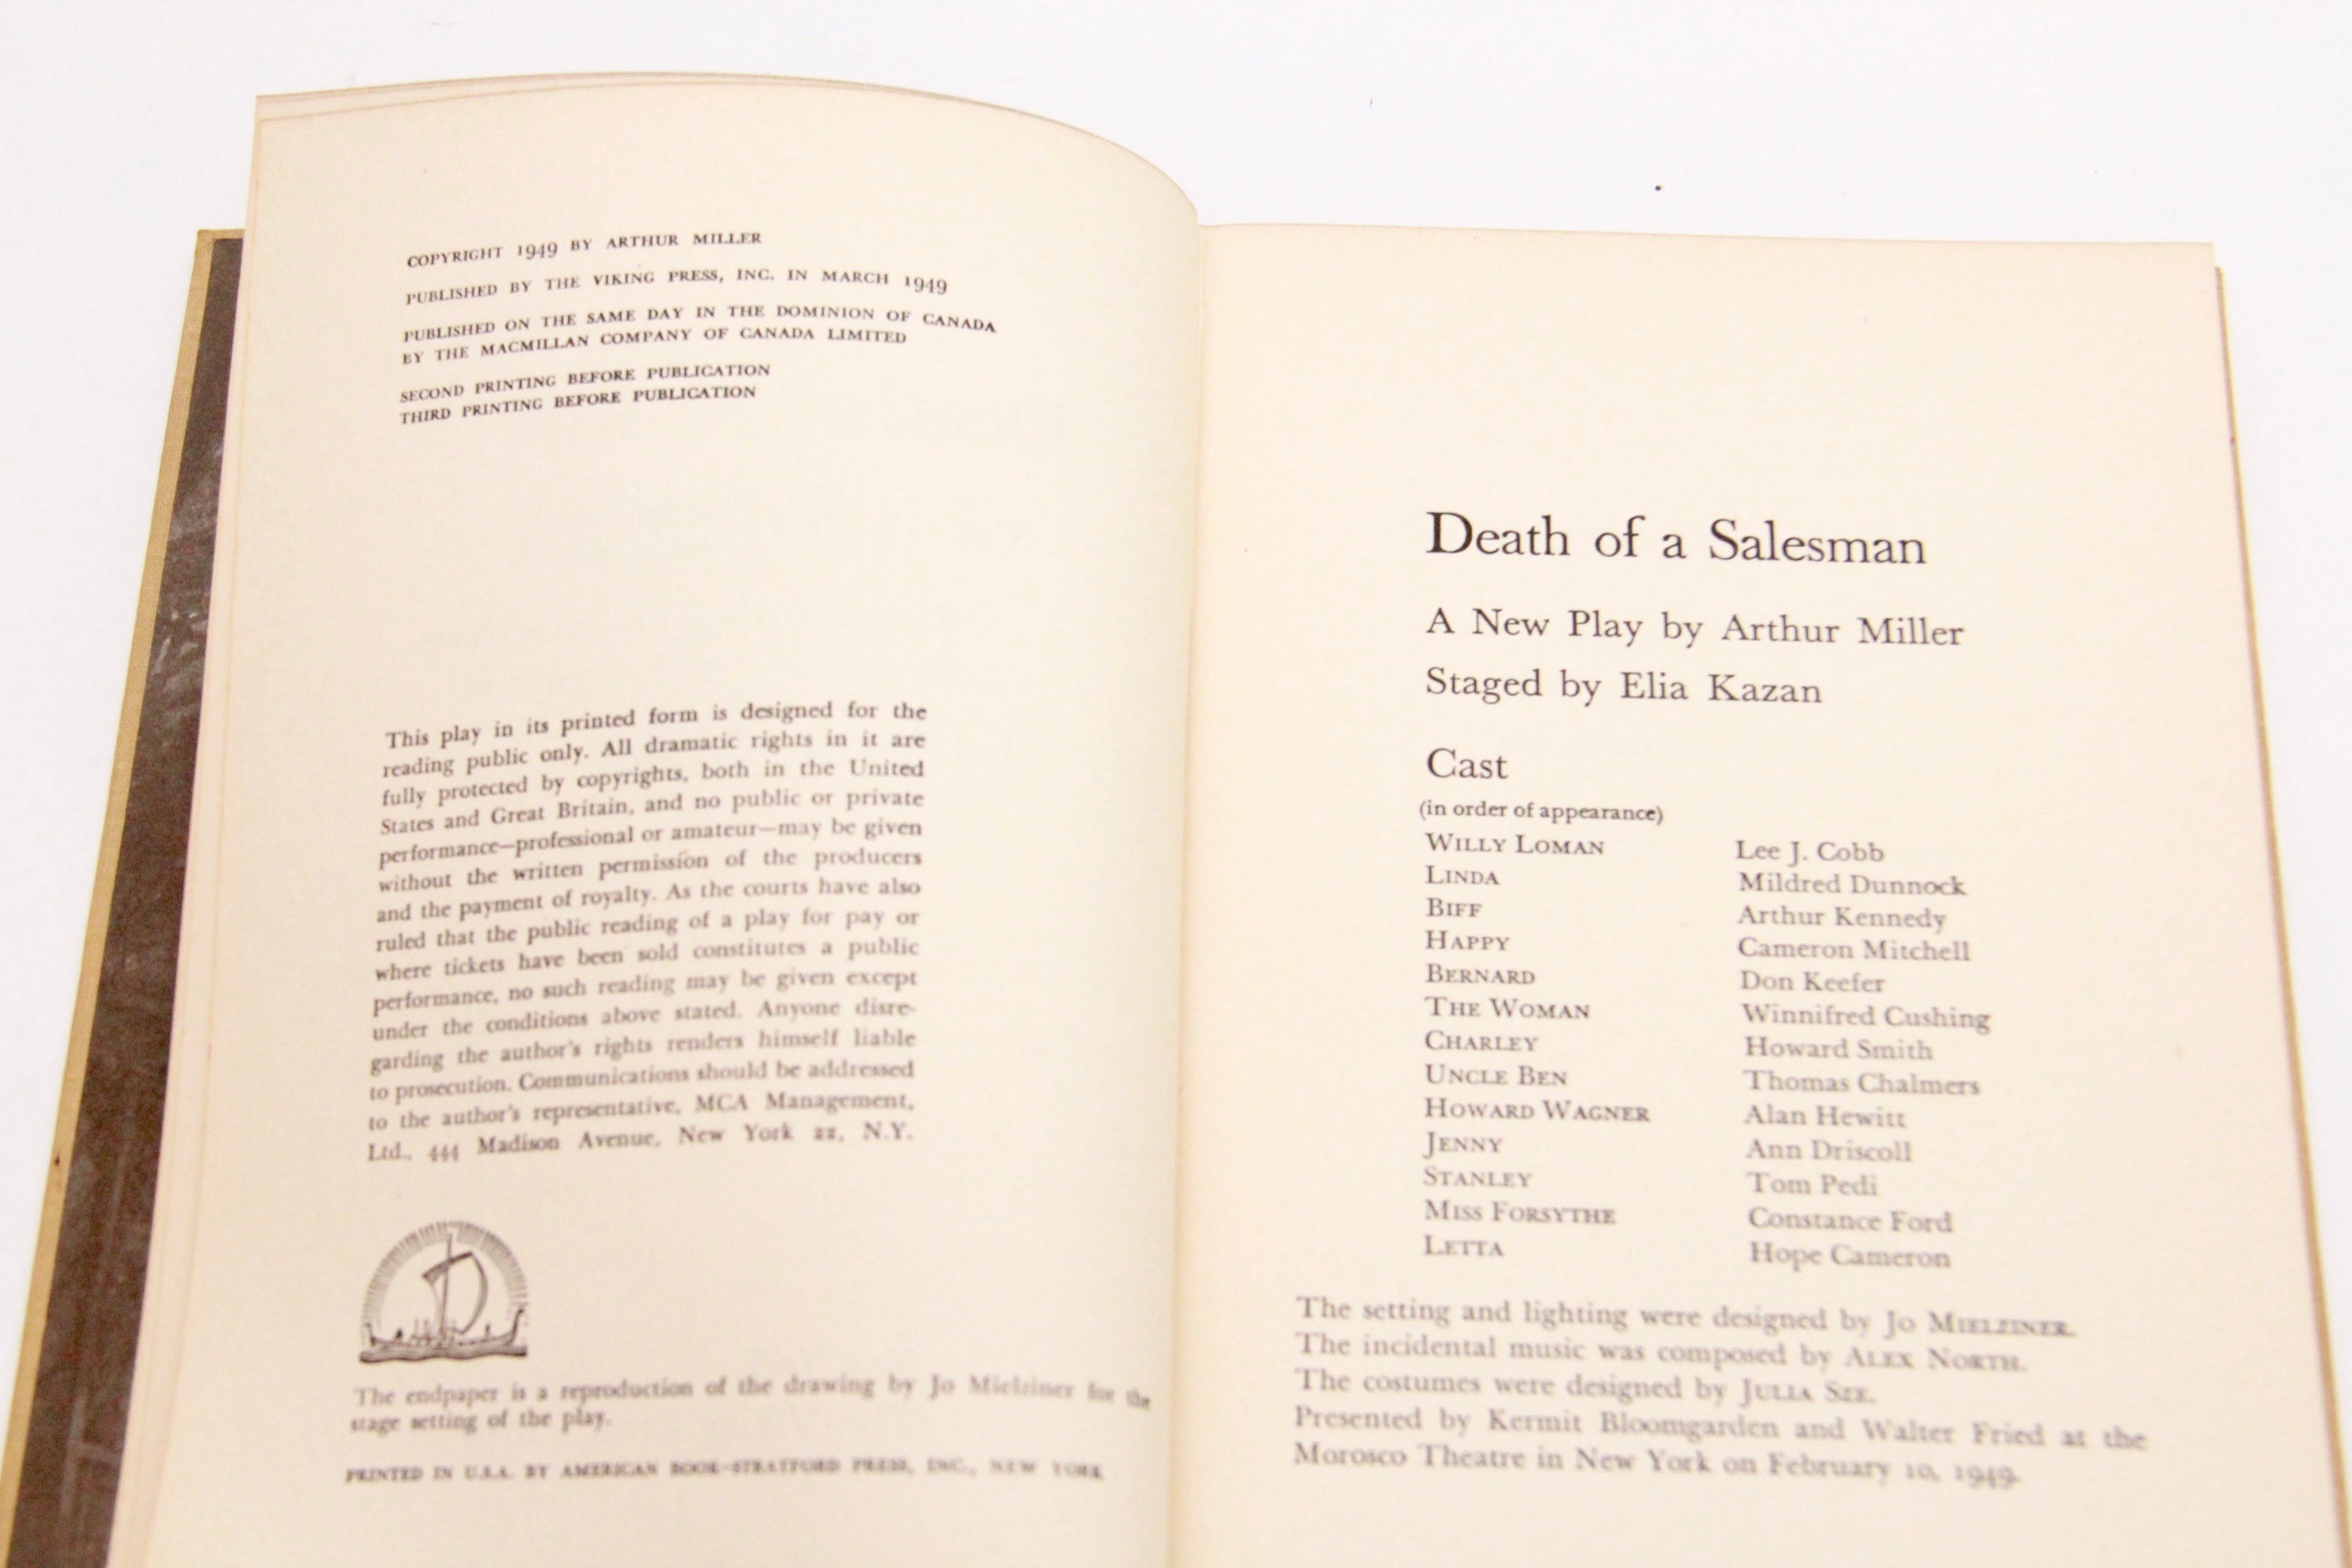 COPYRIGHT 1949 BY ARTHUR MILLER
PUBLISHED BY THE VIKING PRESS, INC. IN MARCH 1949
PUBLISHED ON THE SAME DAY IN THE DOMINION OF CANADA
BY THE MACMILLAN COMPANY OF CANADA LIMITED
SECOND PRINTING BEFORE PUBLICATION
THIRD PRINTING BEFORE PUBLICATION
This play in its printed form is designed for the
reading public only. All dramatic rights in it are
fully protected by copyrights, both in the United
States and Great Britain, and no public or private
performance—professional or amateur—may be given
without the written permission of the producers
and the payment of royalty. As the courts have also
ruled that the public reading of a play for pay or
where tickets have been sold constitutes a public
performance, no such reading may be given except
under the conditions above stated. Anyone disre-
garding the author's rights renders himself liable
to prosecution. Communications should be addressed
to the author's representative, MCA Management,
Ltd., 444 Madison Avenue, New York 22, N.Y.
The endpaper is a reproduction of the drawing by Jo Mielziner for the
stage setting of the play.
PRINTED IN U.S.A. BY AMERICAN BOOK–STRATFORD PRESS, INC., NEW YORK
Death of a Salesman
A New Play by Arthur Miller
Staged by Elia Kazan
Cast
(in order of appearance)
WILLY LOMAN Lee J. Cobb
LINDA Mildred Dunnock
BIFF Arthur Kennedy
HAPPY Cameron Mitchell
BERNARD Don Keefer
THE WOMAN Winnifred Cushing
CHARLEY Howard Smith
UNCLE BEN Thomas Chalmers
HOWARD WAGNER Alan Hewitt
JENNY Ann Driscoll
STANLEY Tom Pedi
MISS FORSYTHE Constance Ford
LETTA Hope Cameron
The setting and lighting were designed by JO MIELZINER.
The incidental music was composed by ALEX NORTH.
The costumes were designed by JULIA SZE.
Presented by Kermit Bloomgarden and Walter Fried at the
Morosco Theatre in New York on February 10, 1949.